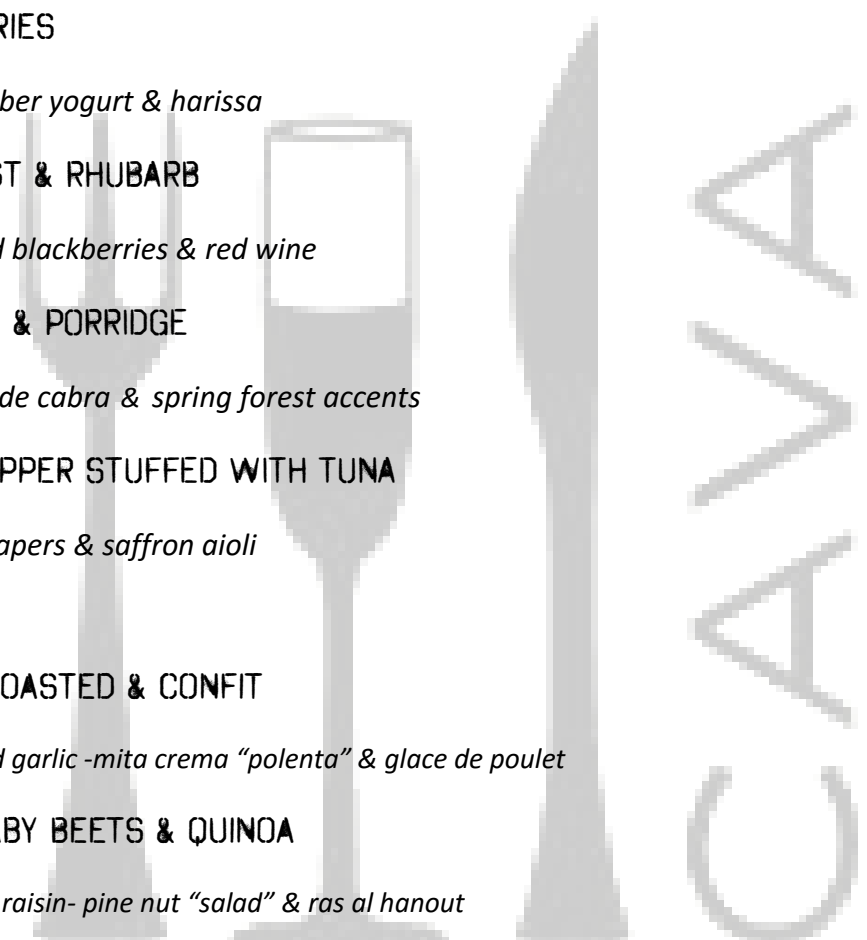 RIES
ber yogurt & harissa
ST & RHUBARB
d blackberries & red wine
& PORRIDGE
de cabra & spring forest accents
PPER STUFFED WITH TUNA
apers & saffron aioli
OASTED & CONFIT
d garlic -mita crema “polenta” & glace de poulet
ABY BEETS & QUINOA
raisin- pine nut “salad” & ras al hanout
CAVA